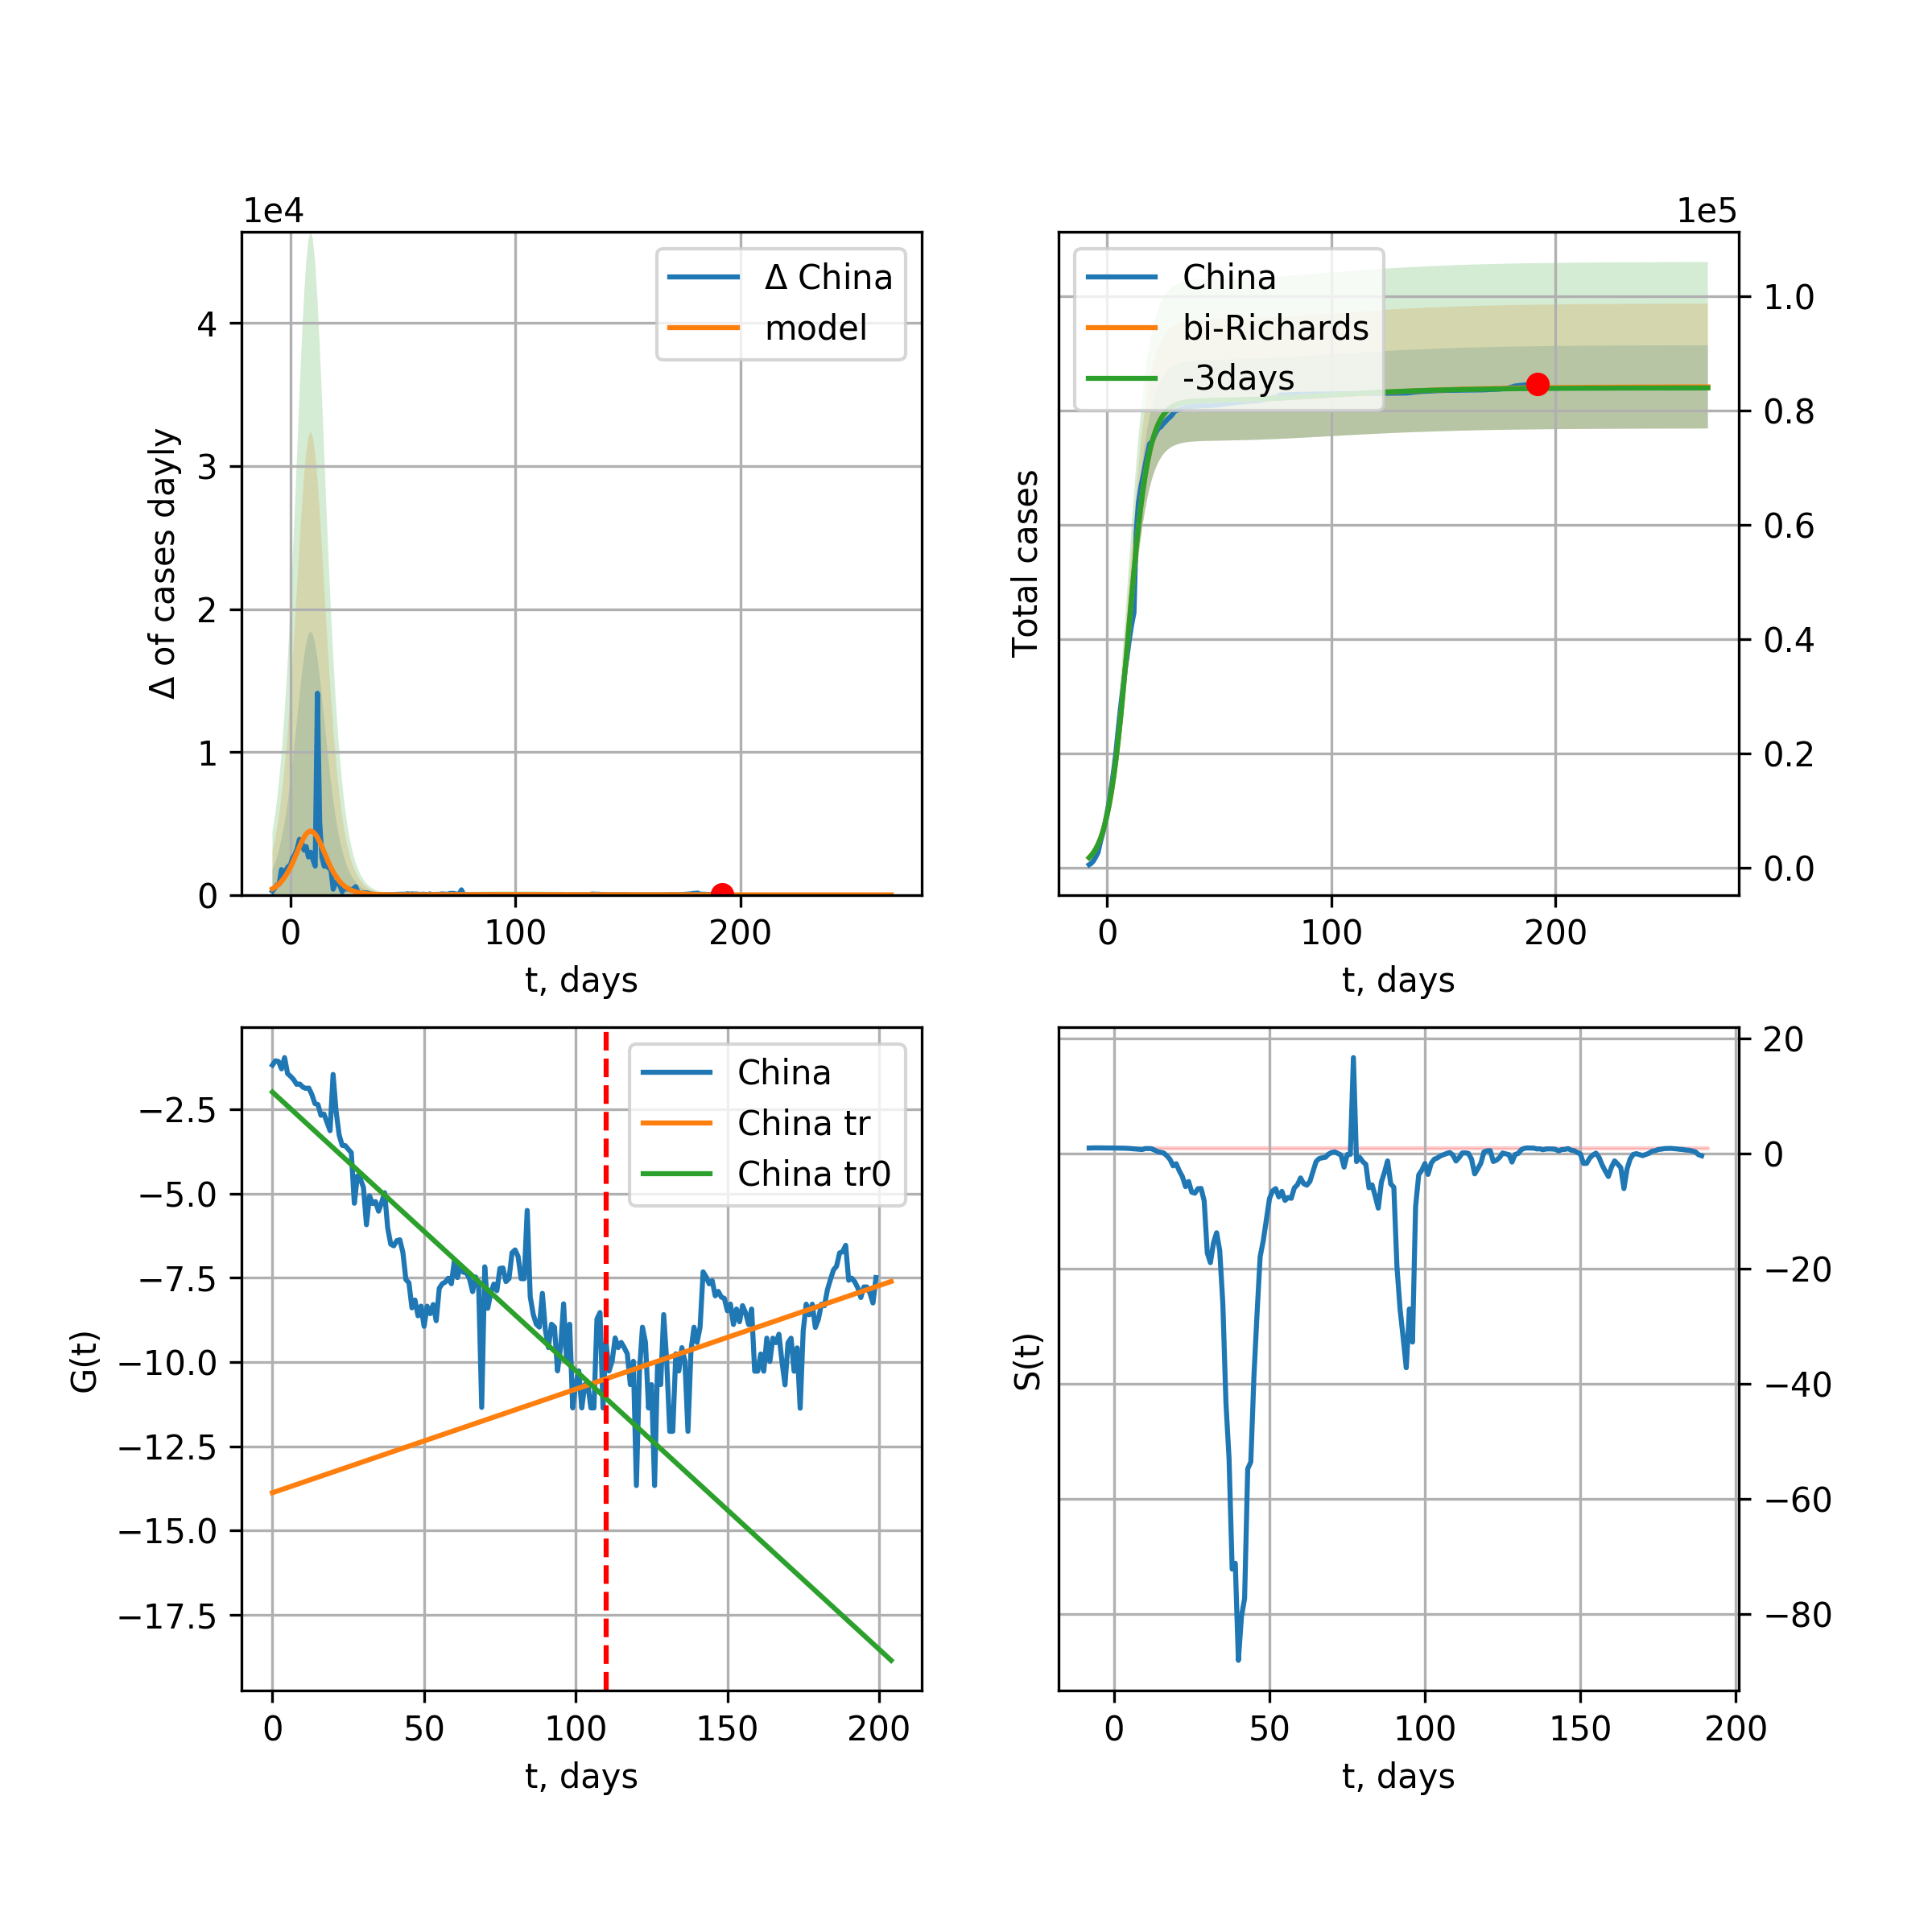 1e4
Δ China
model
4
3
2
1
0
Δ of cases dayly
0 100 200
t, days
1e5
China
bi-Richards
-3days
1.0
0.8
0.6
0.4
0.2
0.0
Total cases
0 100 200
t, days
China
China tr
China tr0
−2.5
−5.0
−7.5
−10.0
−12.5
−15.0
−17.5
G(t)
0 50 100 150 200
t, days
20
0
−20
−40
−60
−80
S(t)
0 50 100 150 200
t, days